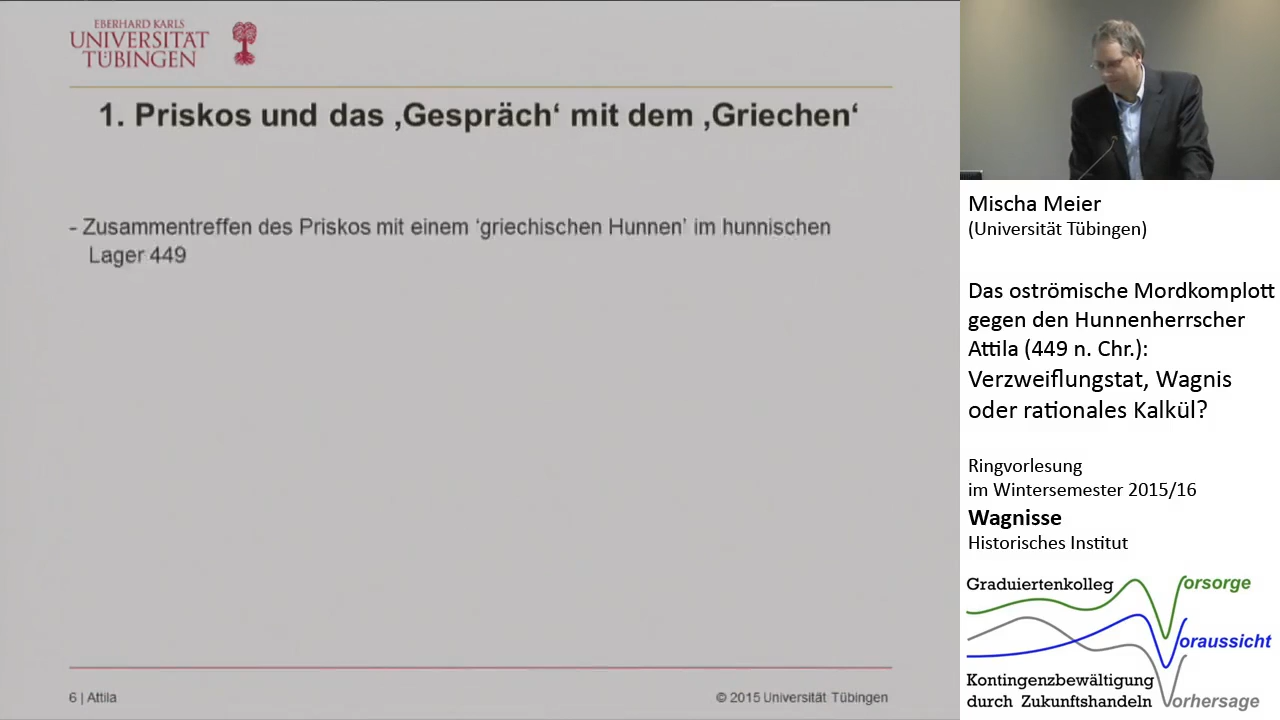 EBERHARD KARLS
UNIVERSITÄT
TÜBINGEN
1. Priskos und das ‚Gespräch‘ mit dem ‚Griechen‘
- Zusammentreffen des Priskos mit einem ‘griechischen Hunnen’ im hunnischen
Lager 449
6 | Attila
© 2015 Universität Tübingen
Mischa Meier
(Universität Tübingen)
Das oströmische Mordkomplott
gegen den Hunnenherrscher
Attila (449 n. Chr.):
Verzweiflungstat, Wagnis
oder rationales Kalkül?
Ringvorlesung
im Wintersemester 2015/16
Wagnisse
Historisches Institut
Graduiertenkolleg
Vorsorge
Voraussicht
Vorhersage
Kontingenzbewältigung
durch Zukunftshandeln